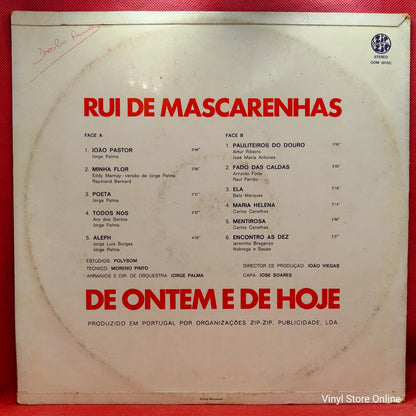 STEREO
RUI DE MASCARENHAS
FACE A
1. JOÃO PASTOR
Jorge Palma
2. MINHA FLOR
Eddy Marnay - versão de Jorge Palma
Raymond Bernard
3. POETA
Jorge Palma
4. TODOS NÓS
Ary dos Santos
Jorge Palma
5. ALEPH
Jorge Luis Borges
Jorge Palma
FACE B
1. PAULITEIROS DO DOURO
Artur Ribeiro
José Maria Antunes
2. FADO DAS CALDAS
Arnaldo Forte
Raul Ferrão
3. ELA
Belo Marques
4. MARIA HELENA
Carlos Canelhas
5. MENTIROSA
Carlos Canelhas
6. ENCONTRO ÀS DEZ
Jerónimo Bragança
Nobrega e Sousa
ESTÚDIOS: POLYSOM
TÉCNICO: MORENO PINTO
ARRANJOS E DIR. DE ORQUESTRA: JORGE PALMA
DIRECTOR DE PRODUÇÃO: JOÃO VIEGAS
CAPA: JOSÉ SOARES
DE ONTEM E DE HOJE
PRODUZIDO EM PORTUGAL POR ORGANIZAÇÕES ZIP-ZIP, PUBLICIDADE, LDA
Vinyl Store Online